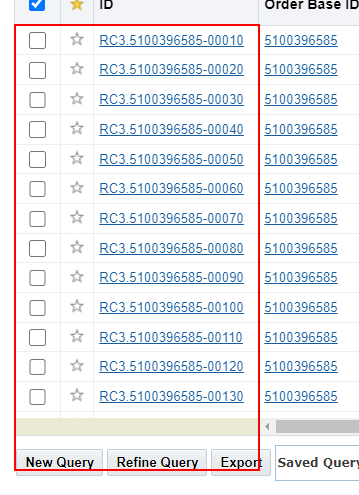 ID Order Base ID
RC3.5100396585-00010 5100396585
RC3.5100396585-00020 5100396585
RC3.5100396585-00030 5100396585
RC3.5100396585-00040 5100396585
RC3.5100396585-00050 5100396585
RC3.5100396585-00060 5100396585
RC3.5100396585-00070 5100396585
RC3.5100396585-00080 5100396585
RC3.5100396585-00090 5100396585
RC3.5100396585-00100 5100396585
RC3.5100396585-00110 5100396585
RC3.5100396585-00120 5100396585
RC3.5100396585-00130 5100396585
New Query Refine Query Export Saved Query